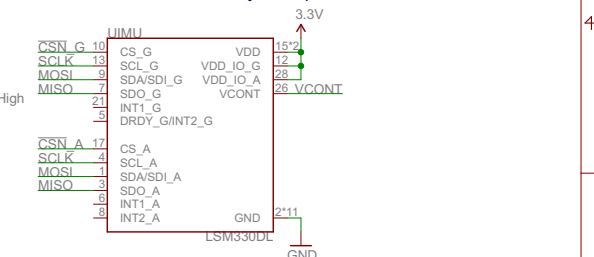 3.3V
UIMU
CSN_G 10 CS_G VDD 15*2
SCLK 13 SCL_G VDD_IO_G 12
MOSI 9 SDA/SDI_G VDD_IO_A 28
MISO 7 SDO_G VCONT 26 VCONT
High 21 INT1_G
5 DRDY_G/INT2_G
CSN_A 17 CS_A
SCLK 4 SCL_A
MOSI 1 SDA/SDI_A
MISO 3 SDO_A
6 INT1_A
8 INT2_A GND 2*11
LSM330DL
GND
4